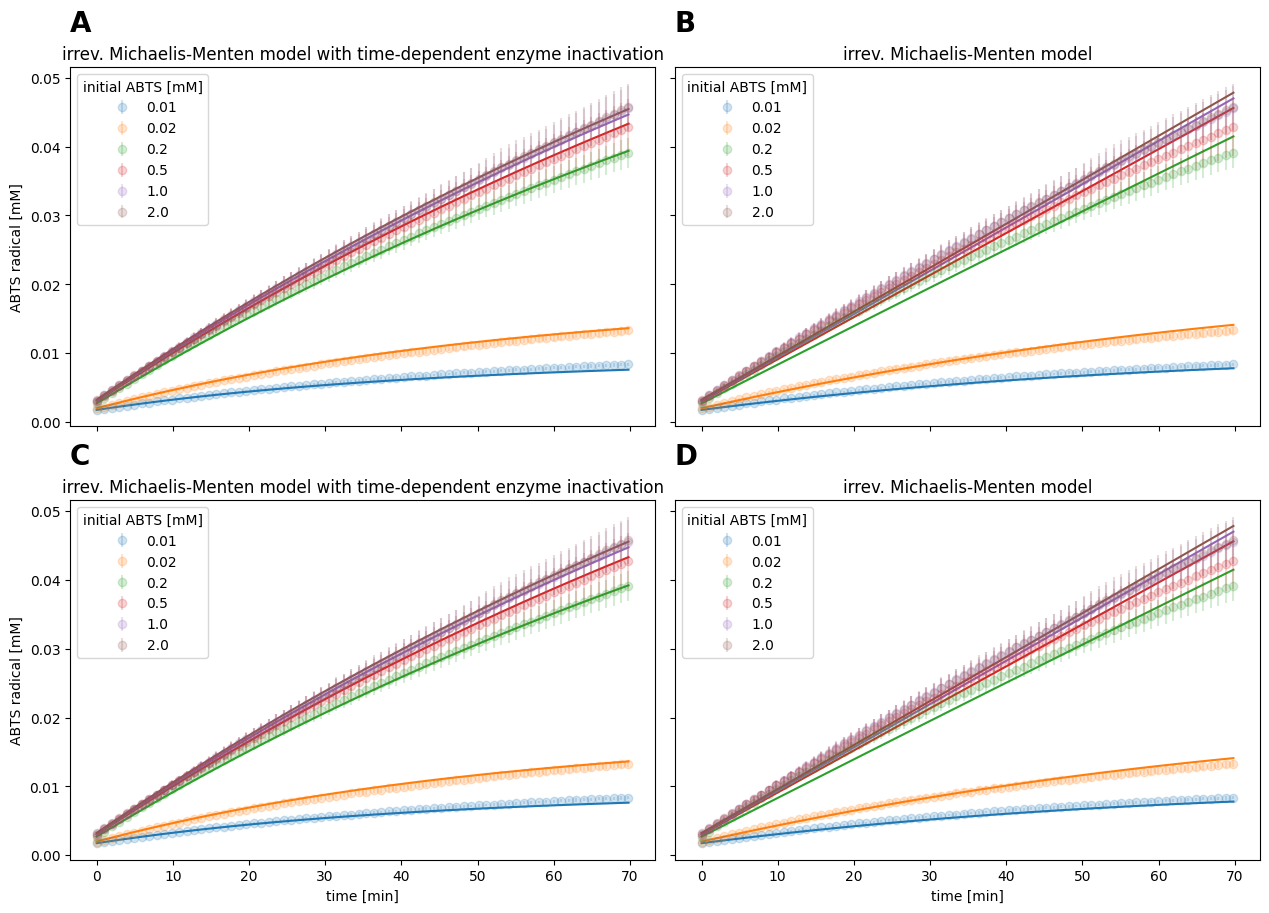 A
irrev. Michaelis-Menten model with time-dependent enzyme inactivation
initial ABTS [mM]
0.01
0.02
0.2
0.5
1.0
2.0
0.05
0.04
0.03
0.02
0.01
0.00
ABTS radical [mM]
B
irrev. Michaelis-Menten model
initial ABTS [mM]
0.01
0.02
0.2
0.5
1.0
2.0
C
irrev. Michaelis-Menten model with time-dependent enzyme inactivation
initial ABTS [mM]
0.01
0.02
0.2
0.5
1.0
2.0
0.05
0.04
0.03
0.02
0.01
0.00
ABTS radical [mM]
0 10 20 30 40 50 60 70
time [min]
D
irrev. Michaelis-Menten model
initial ABTS [mM]
0.01
0.02
0.2
0.5
1.0
2.0
0 10 20 30 40 50 60 70
time [min]